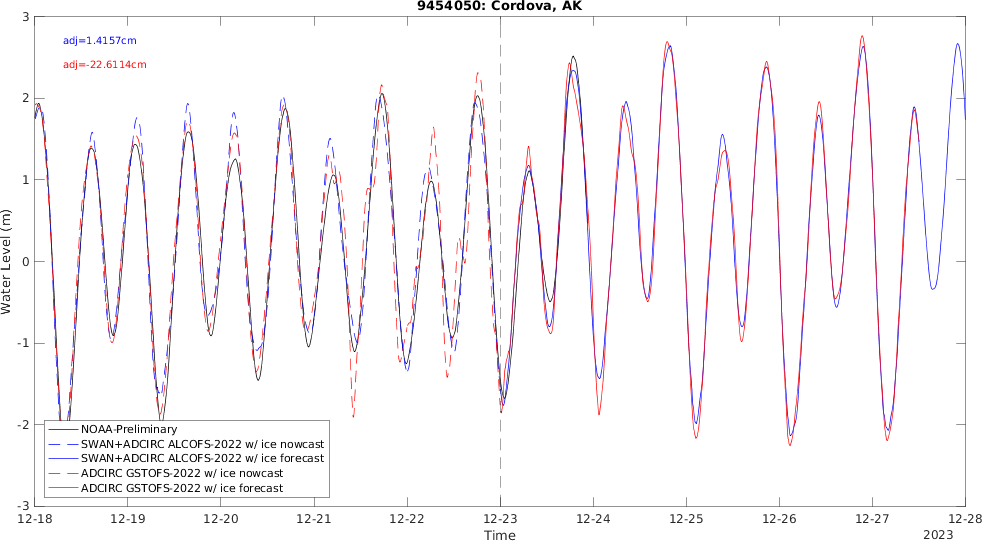 9454050: Cordova, AK
adj=1.4157cm
adj=-22.6114cm
Water Level (m)
3
2
1
0
-1
-2
-3
NOAA-Preliminary
SWAN+ADCIRC ALCOFS-2022 w/ ice nowcast
SWAN+ADCIRC ALCOFS-2022 w/ ice forecast
ADCIRC GSTOFS-2022 w/ ice nowcast
ADCIRC GSTOFS-2022 w/ ice forecast
12-18 12-19 12-20 12-21 12-22 12-23 12-24 12-25 12-26 12-27 12-28
Time
2023